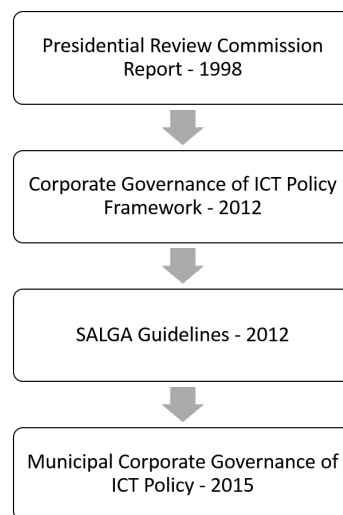 Presidential Review Commission
Report - 1998
Corporate Governance of ICT Policy
Framework - 2012
SALGA Guidelines - 2012
Municipal Corporate Governance of
ICT Policy - 2015